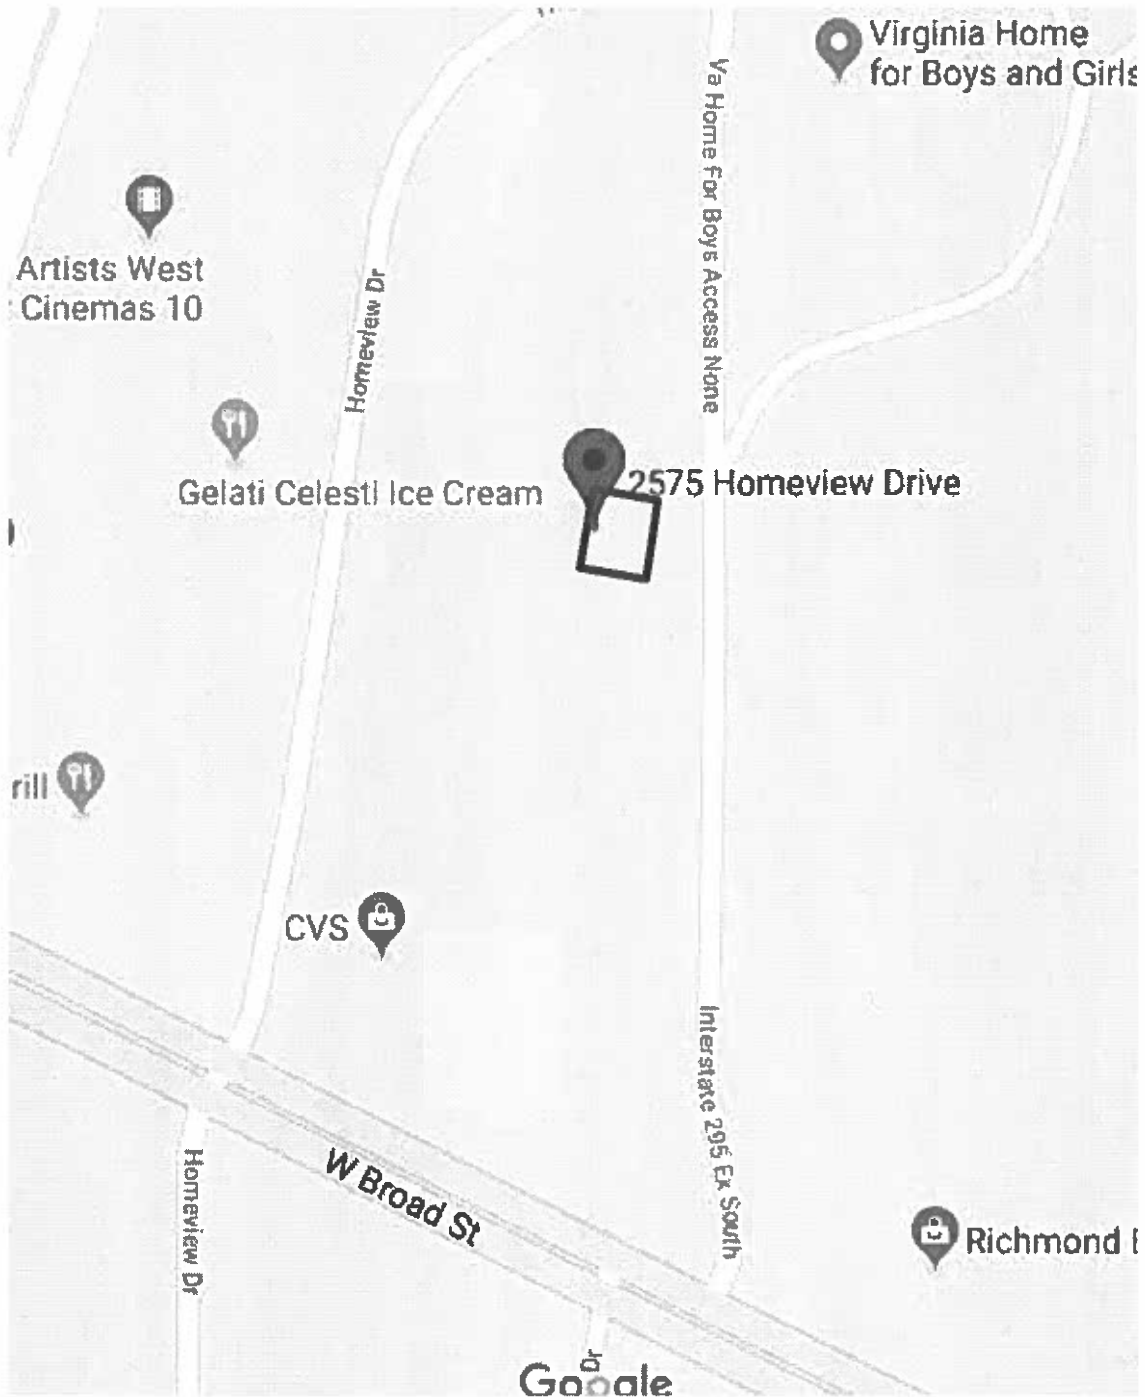 Virginia Home
for Boys and Girls
Va Home for Boys Access None
Artists West
Cinemas 10
Homeview Dr
2575 Homeview Drive
Gelati Celesti Ice Cream
rill
CVS
Interstate 295 Ex South
W Broad St
Homeview Dr
Richmond
Dr
Google